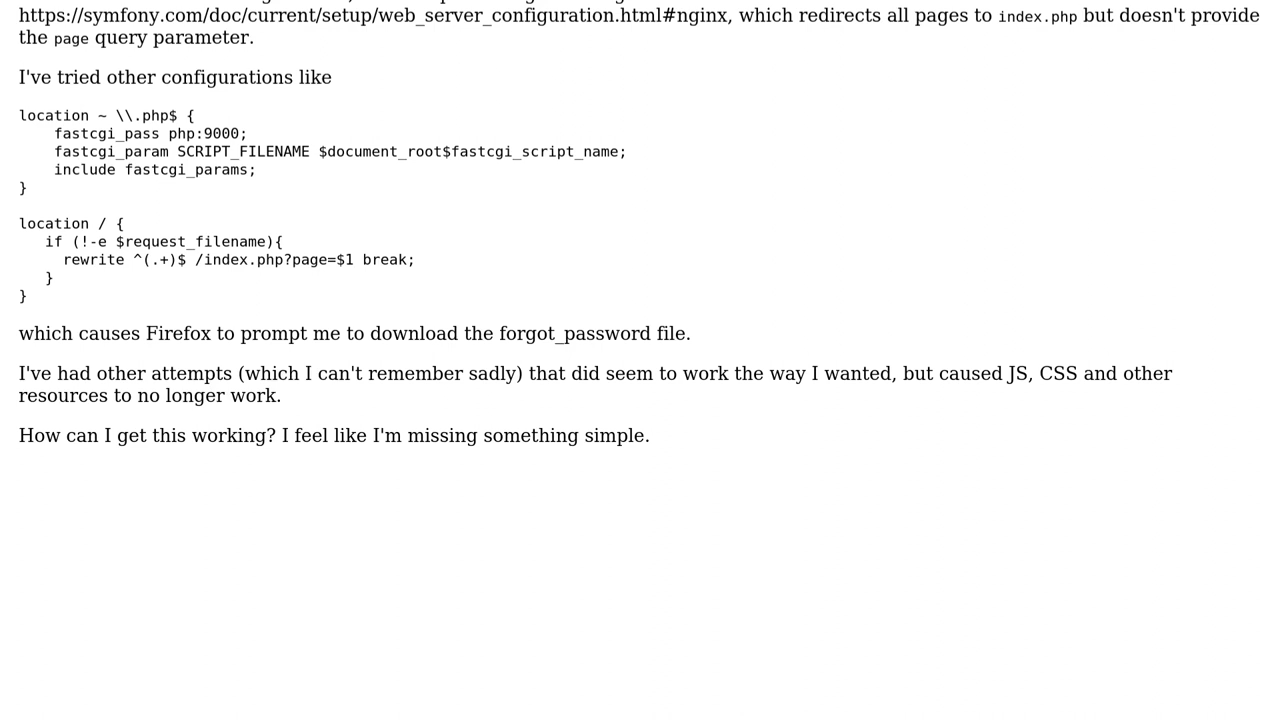 https://symfony.com/doc/current/setup/web_server_configuration.html#nginx, which redirects all pages to index.php but doesn't provide
the page query parameter.
I've tried other configurations like
location ~ \\.php$ {
    fastcgi_pass php:9000;
    fastcgi_param SCRIPT_FILENAME $document_root$fastcgi_script_name;
    include fastcgi_params;
}
location / {
   if (!-e $request_filename){
     rewrite ^(.+)$ /index.php?page=$1 break;
   }
}
which causes Firefox to prompt me to download the forgot_password file.
I've had other attempts (which I can't remember sadly) that did seem to work the way I wanted, but caused JS, CSS and other
resources to no longer work.
How can I get this working? I feel like I'm missing something simple.